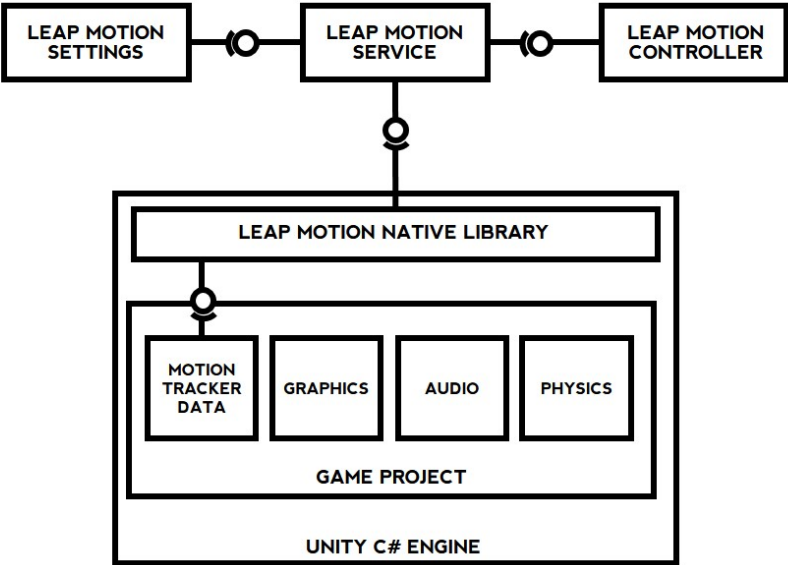 LEAP MOTION
SETTINGS
LEAP MOTION
SERVICE
LEAP MOTION
CONTROLLER
LEAP MOTION NATIVE LIBRARY
MOTION
TRACKER
DATA
GRAPHICS
AUDIO
PHYSICS
GAME PROJECT
UNITY C# ENGINE